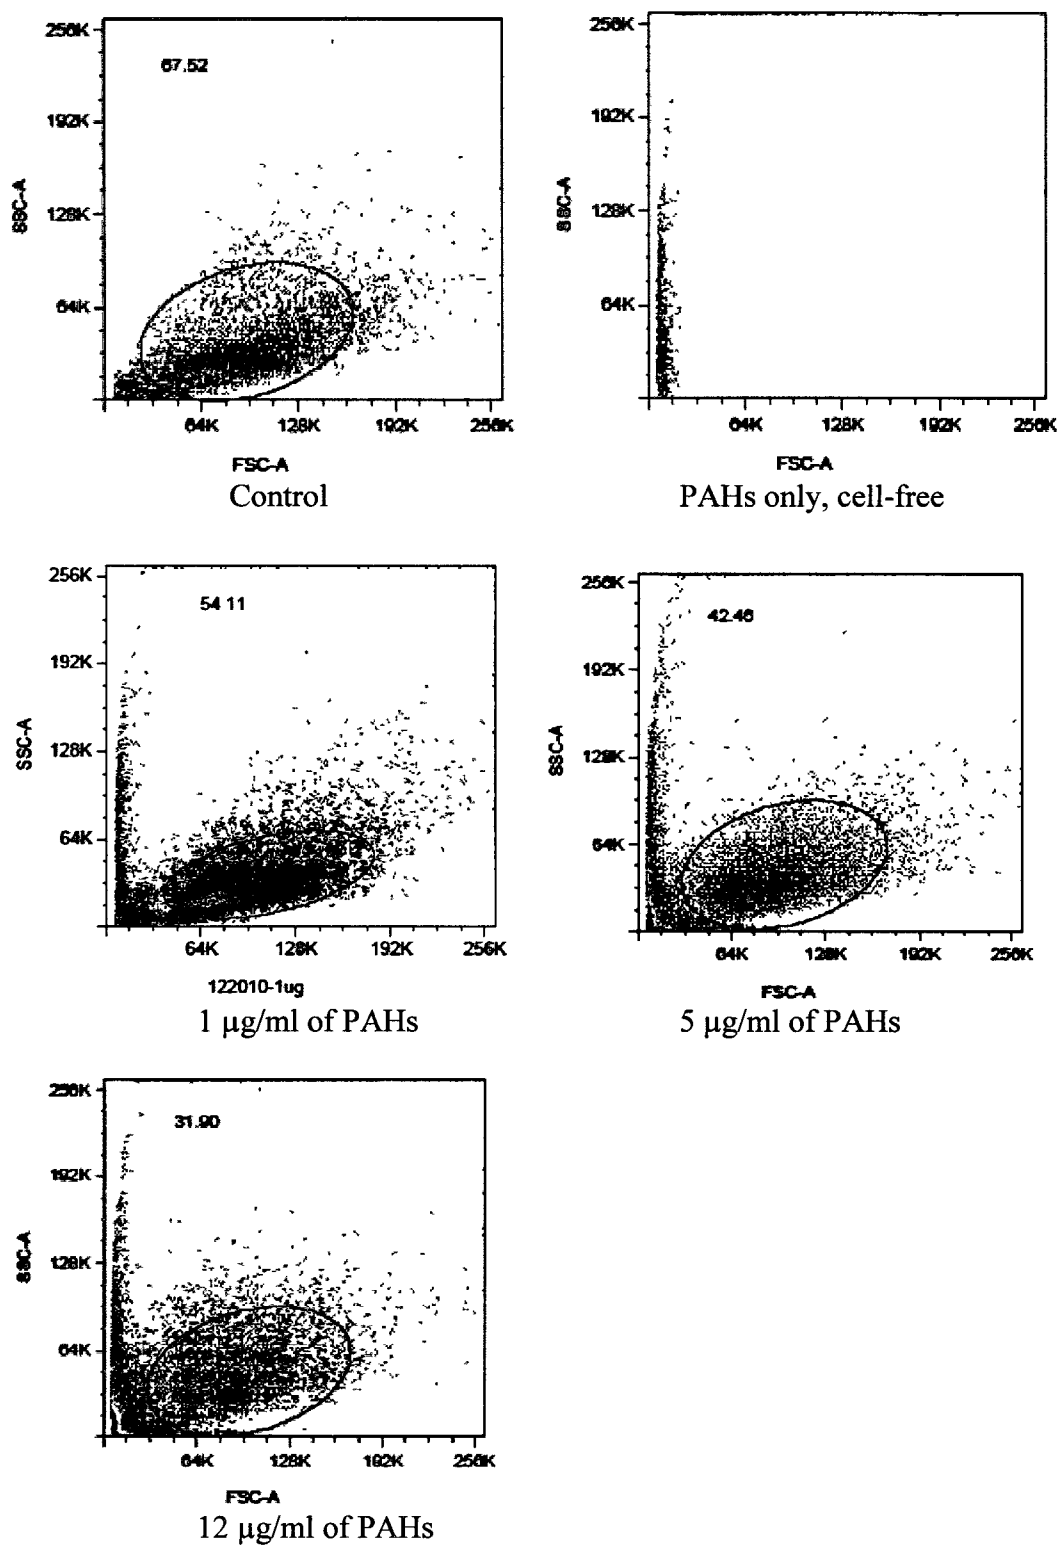 256K
67.52
192K
SSC-A
128K
64K
64K 128K 192K 256K
FSC-A
Control
256K
192K
SSC-A
128K
64K
64K 128K 192K 256K
FSC-A
PAHs only, cell-free
256K
54 11
192K
SSC-A
128K
64K
64K 128K 192K 256K
122010-1ug
1 µg/ml of PAHs
256K
42.46
192K
SSC-A
128K
64K
64K 128K 192K 256K
FSC-A
5 µg/ml of PAHs
256K
31.90
192K
SSC-A
128K
64K
64K 128K 192K 256K
FSC-A
12 µg/ml of PAHs